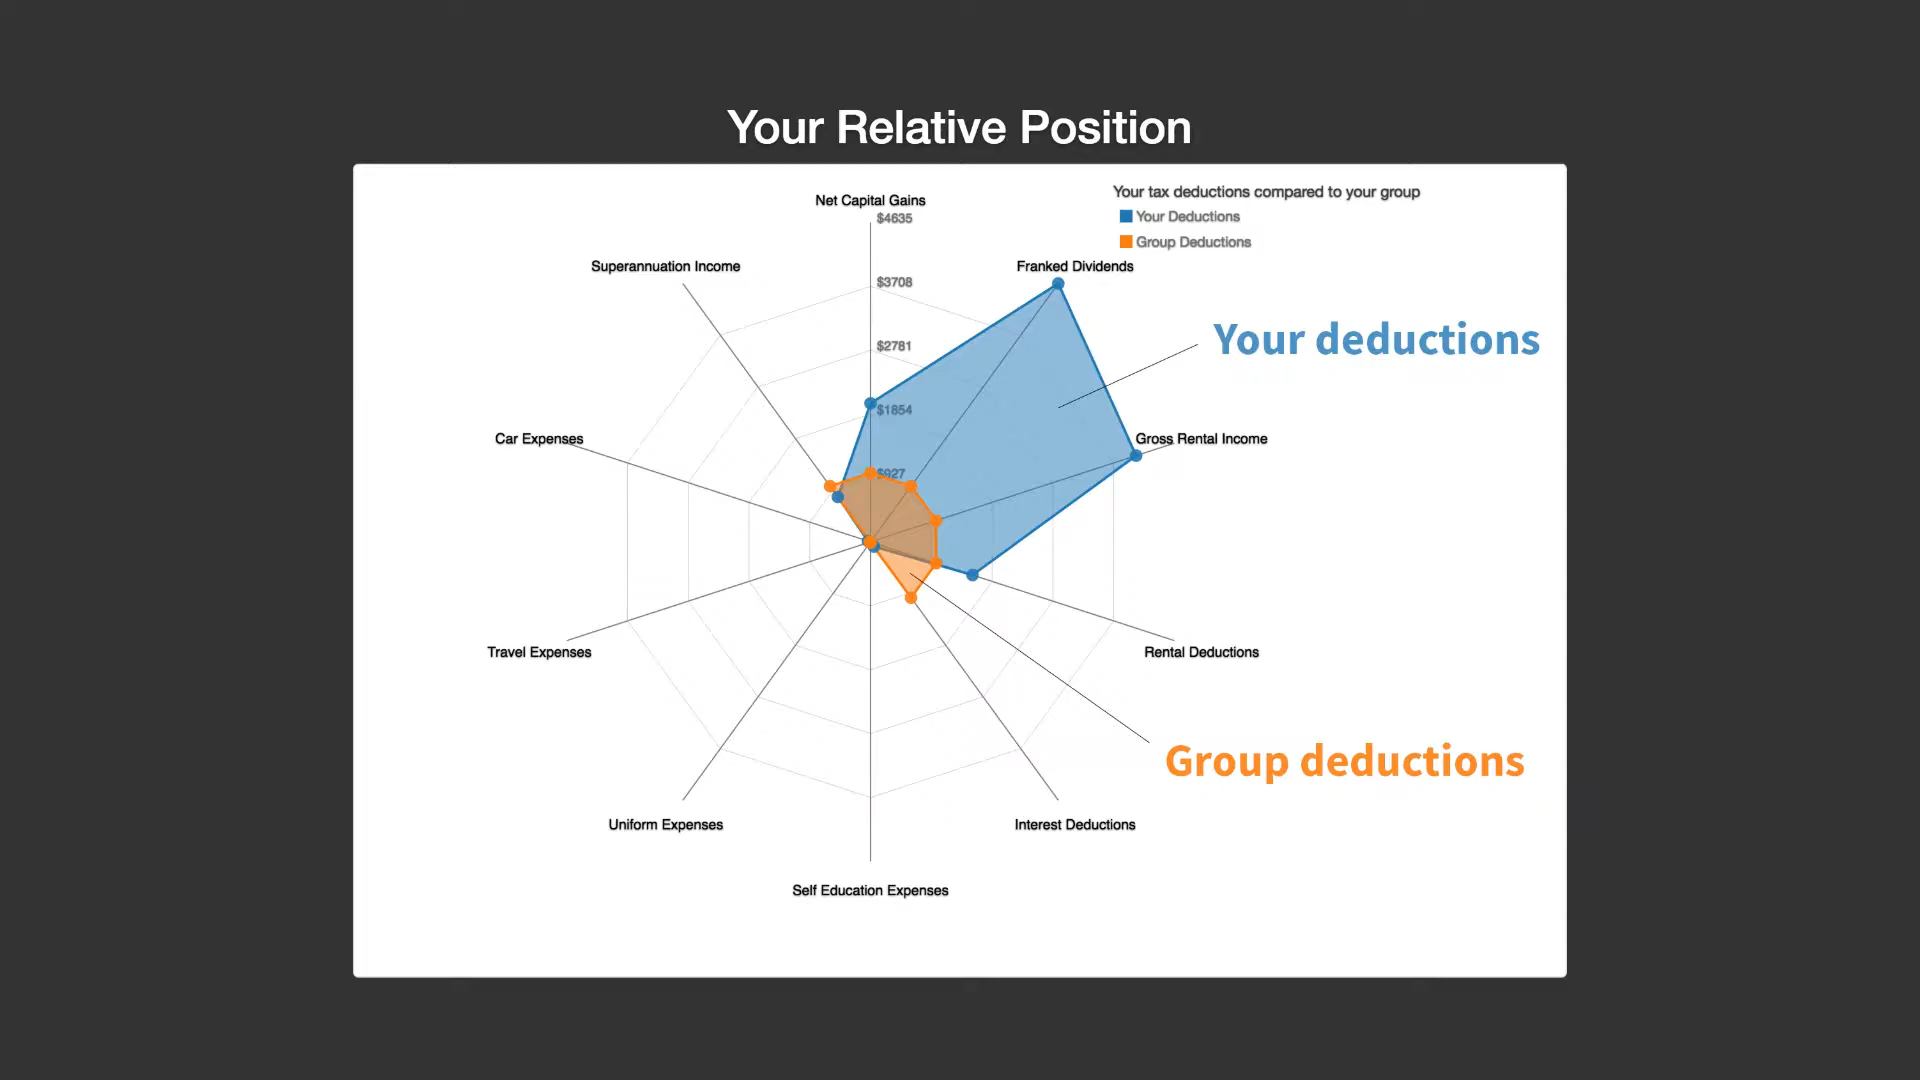 Your Relative Position
Your tax deductions compared to your group
Your Deductions
Group Deductions
Net Capital Gains
$4635
$3708
$2781
$1854
$927
Superannuation Income
Franked Dividends
Your deductions
Car Expenses
Gross Rental Income
Travel Expenses
Rental Deductions
Group deductions
Uniform Expenses
Interest Deductions
Self Education Expenses